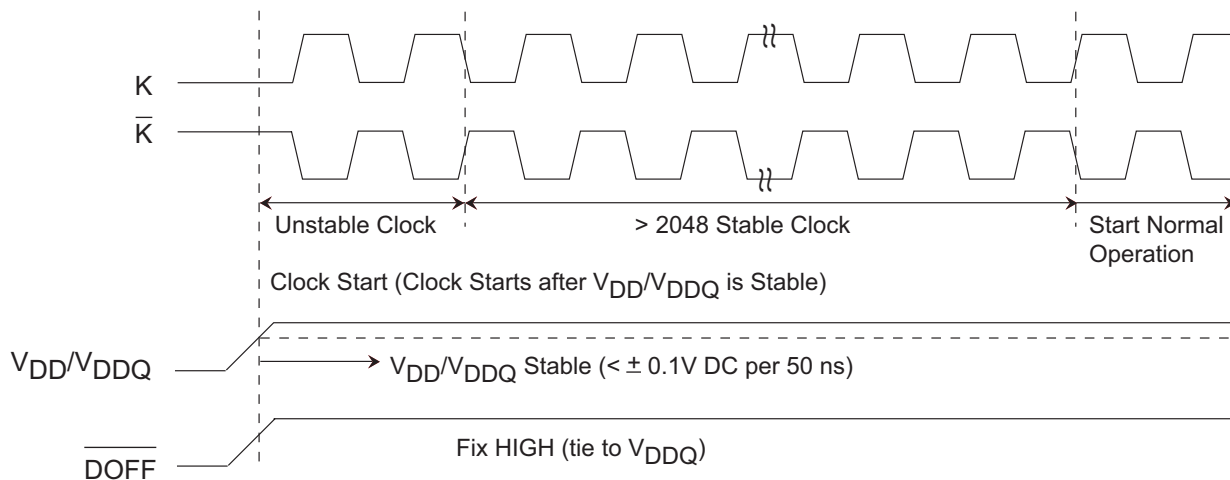 K
K̅
Unstable Clock
> 2048 Stable Clock
Start Normal
Operation
Clock Start (Clock Starts after VDD/VDDQ is Stable)
VDD/VDDQ
VDD/VDDQ Stable (< ± 0.1V DC per 50 ns)
D̅O̅F̅F̅
Fix HIGH (tie to VDDQ)